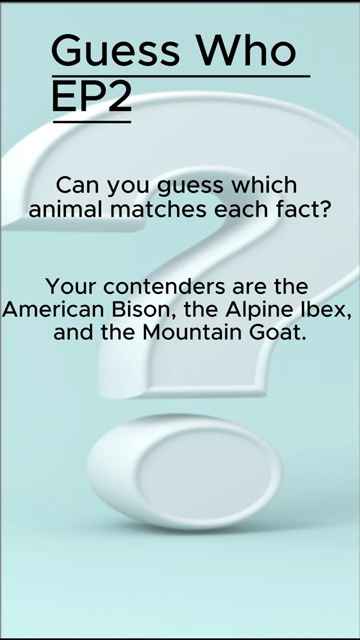 Guess Who
EP2
Can you guess which
animal matches each fact?
Your contenders are the
American Bison, the Alpine Ibex,
and the Mountain Goat.